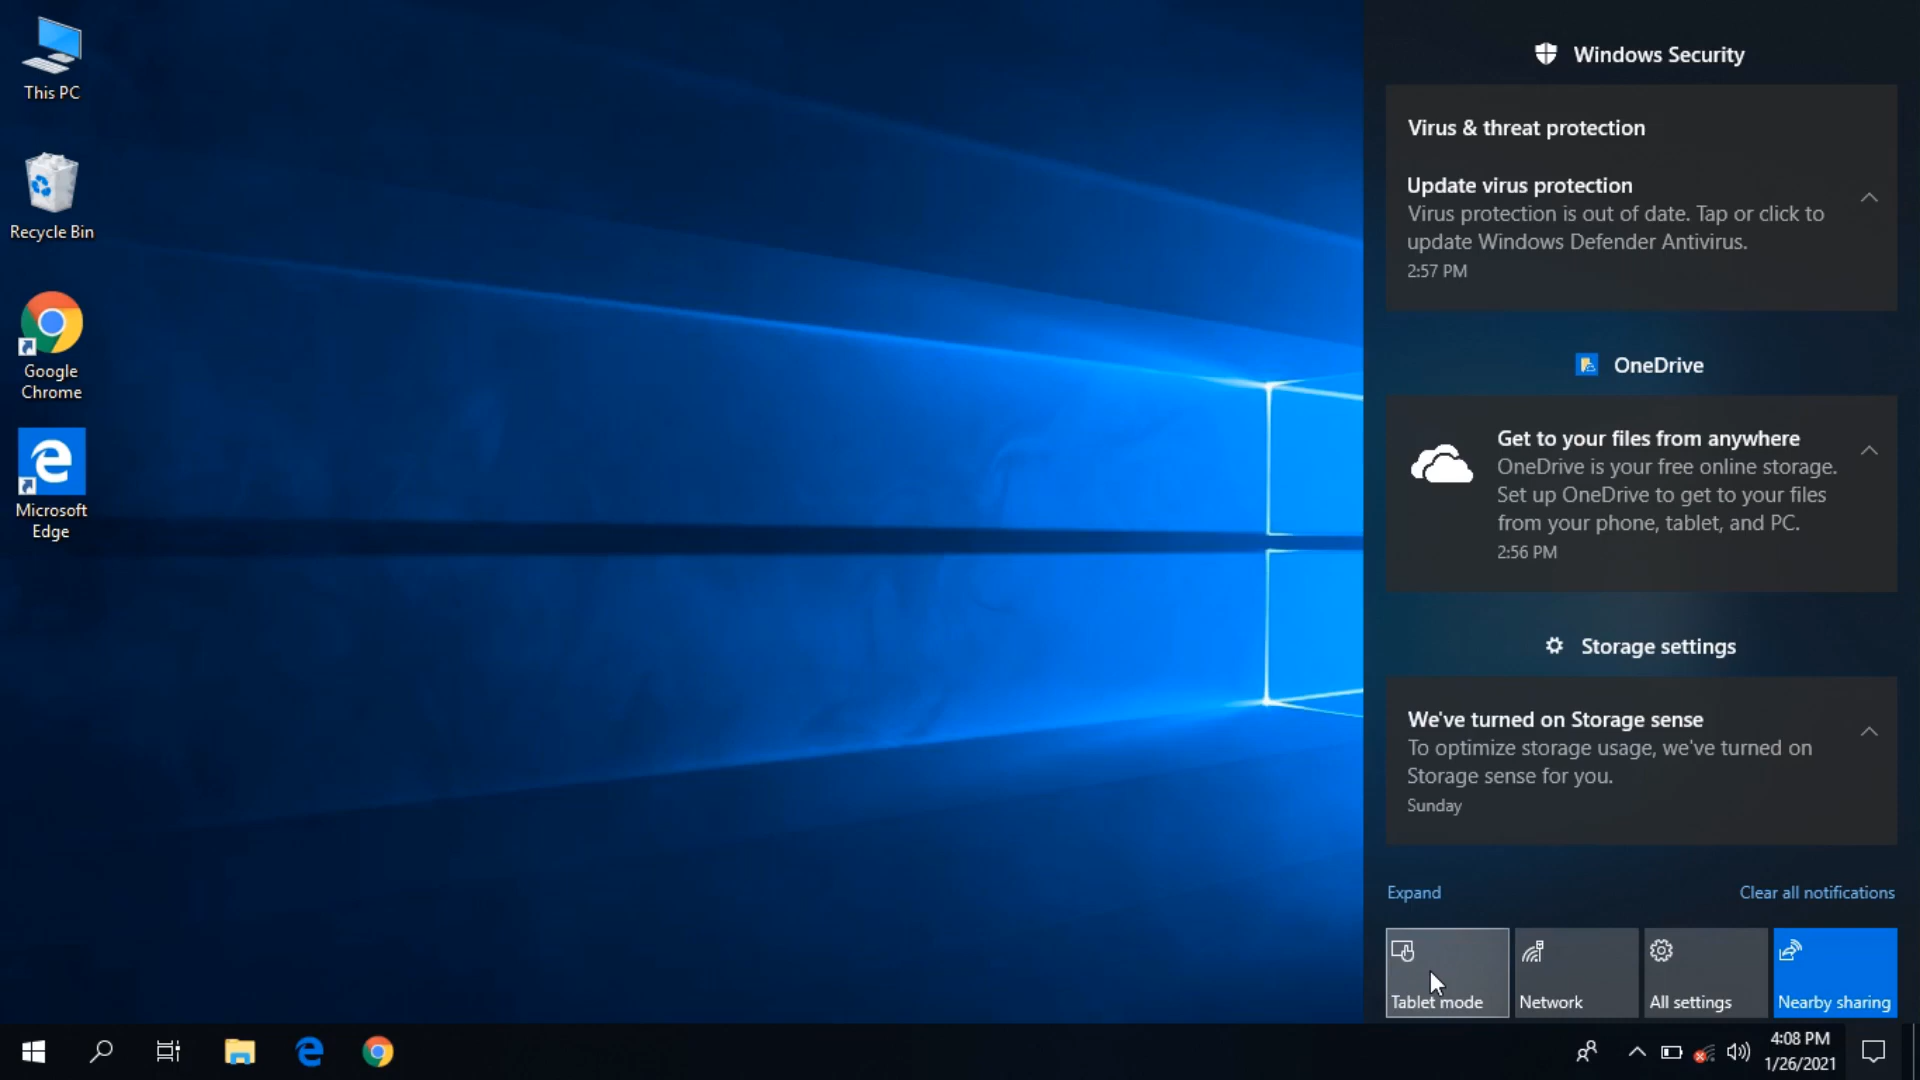 This PC
Recycle Bin
Google
Chrome
Microsoft
Edge
Windows Security
Virus & threat protection
Update virus protection
Virus protection is out of date. Tap or click to
update Windows Defender Antivirus.
2:57 PM
OneDrive
Get to your files from anywhere
OneDrive is your free online storage.
Set up OneDrive to get to your files
from your phone, tablet, and PC.
2:56 PM
Storage settings
We've turned on Storage sense
To optimize storage usage, we've turned on
Storage sense for you.
Sunday
Expand
Clear all notifications
Tablet mode
Network
All settings
Nearby sharing
4:08 PM
1/26/2021